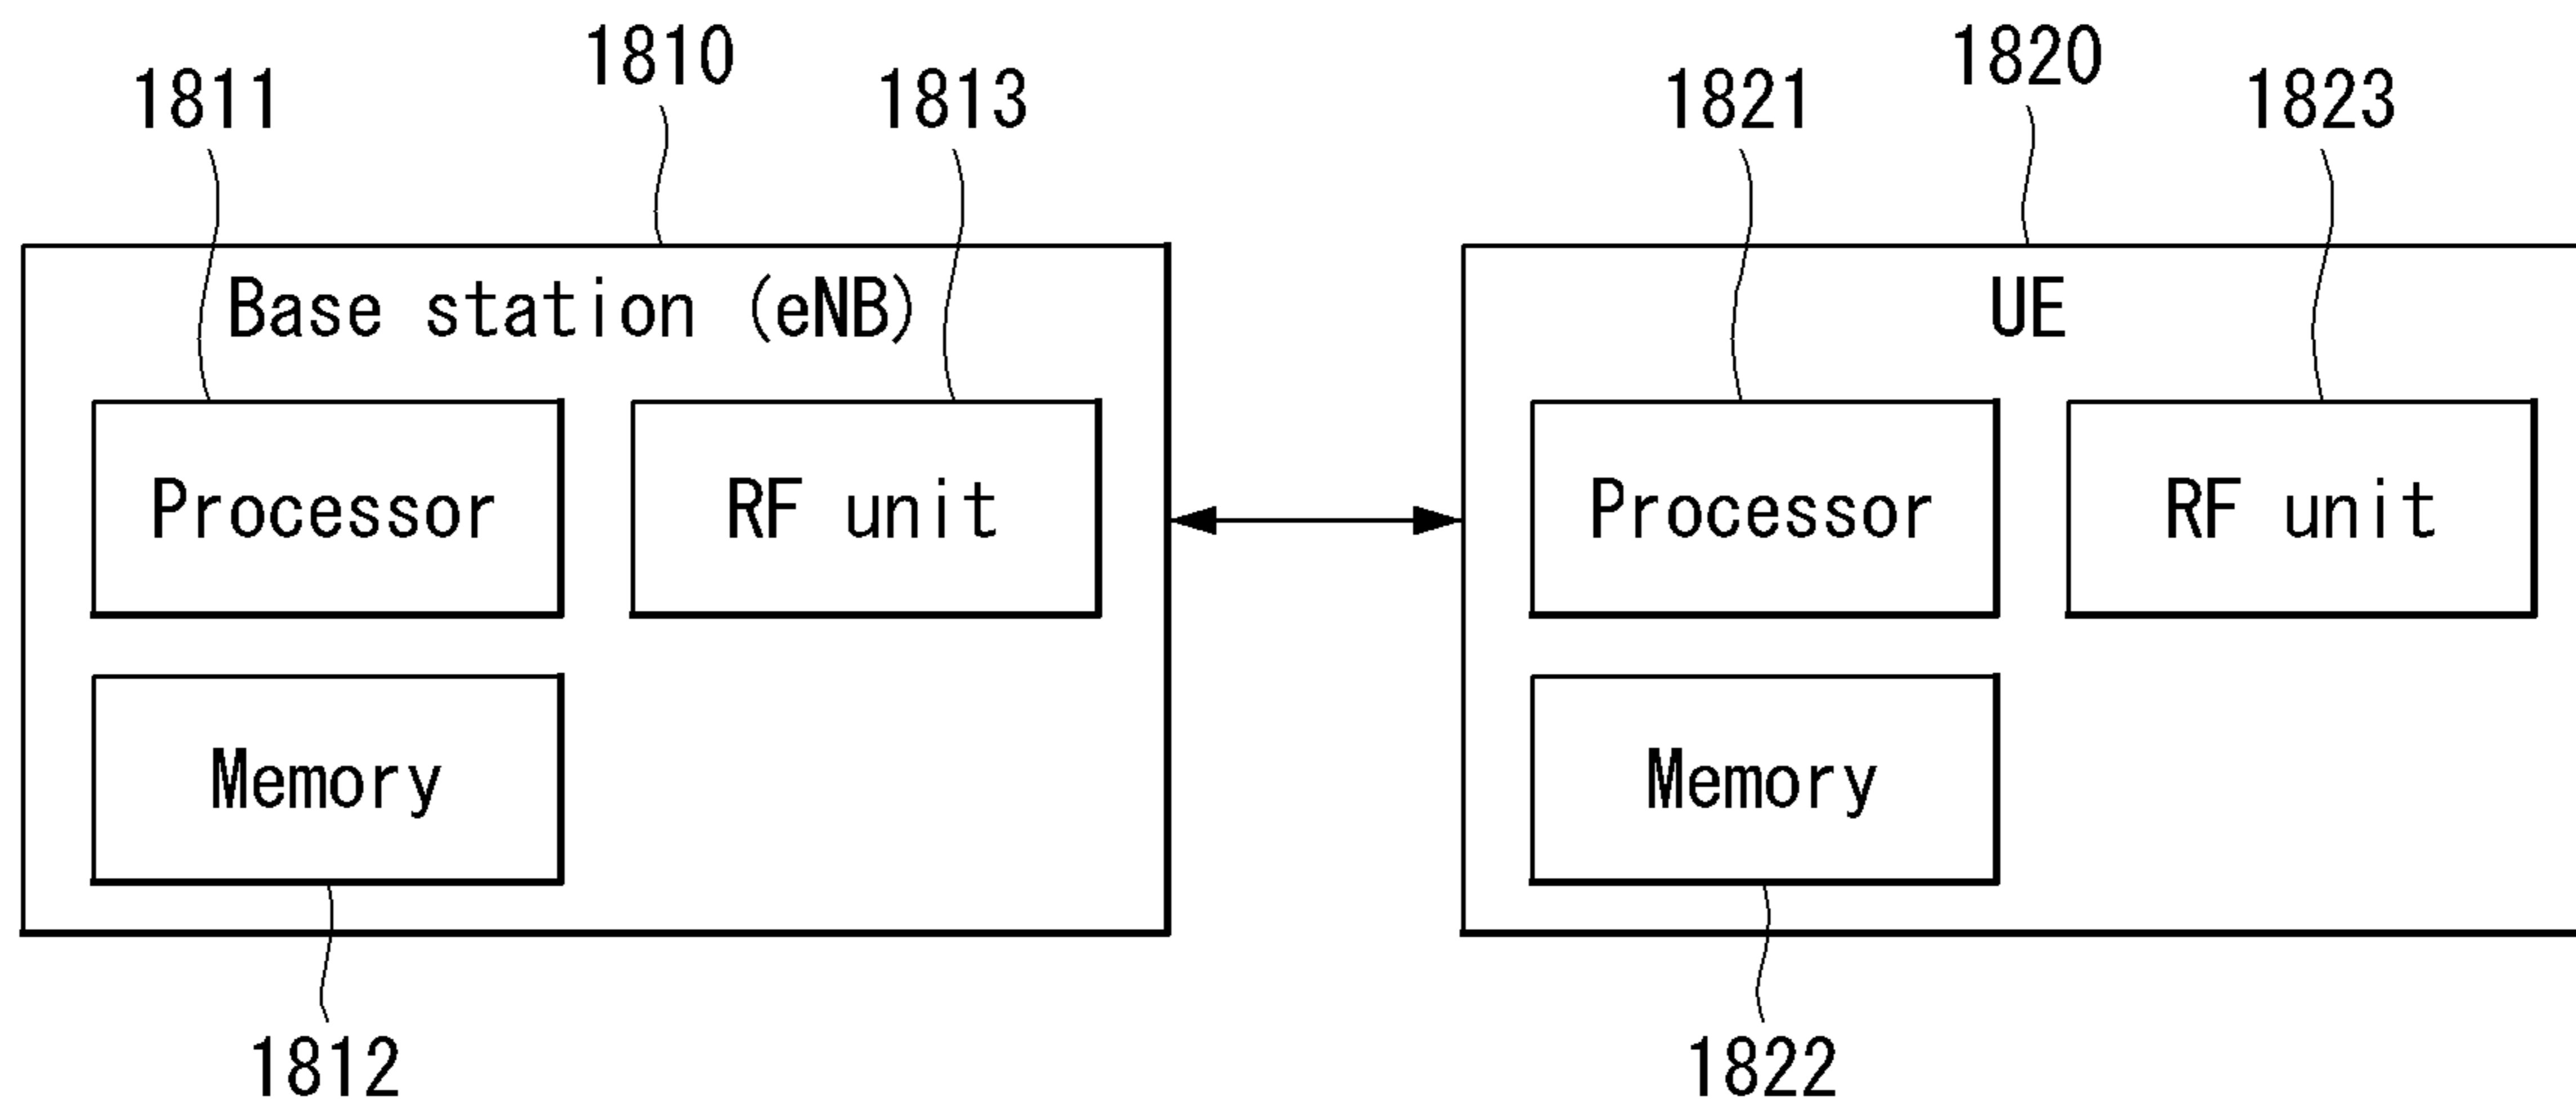 1810
1820
1811
1813
1821
1823
Base station (eNB)
UE
Processor
RF unit
Processor
RF unit
Memory
Memory
1812
1822